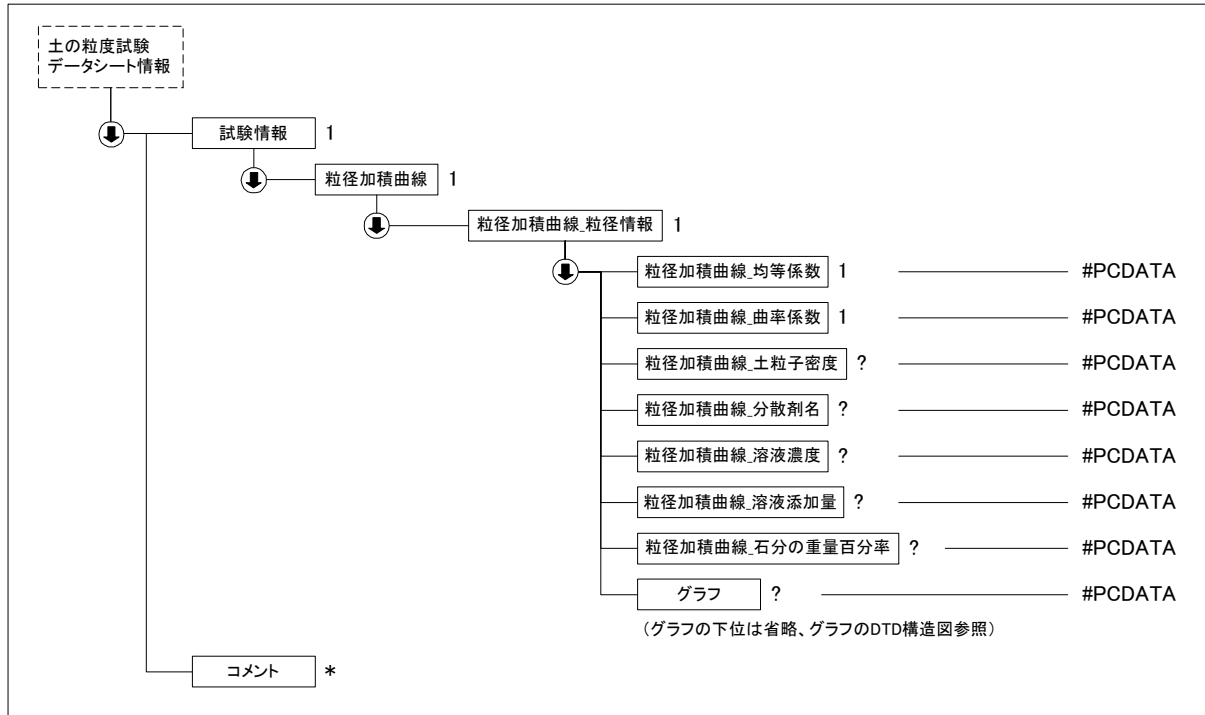 土の粒度試験
データシート情報
試験情報 1
粒径加積曲線 1
粒径加積曲線_粒径情報 1
粒径加積曲線_均等係数 1 #PCDATA
粒径加積曲線_曲率係数 1 #PCDATA
粒径加積曲線_土粒子密度 ? #PCDATA
粒径加積曲線_分散剤名 ? #PCDATA
粒径加積曲線_溶液濃度 ? #PCDATA
粒径加積曲線_溶液添加量 ? #PCDATA
粒径加積曲線_石分の重量百分率 ? #PCDATA
グラフ ? #PCDATA
（グラフの下位は省略、グラフのDTD構造図参照）
コメント *